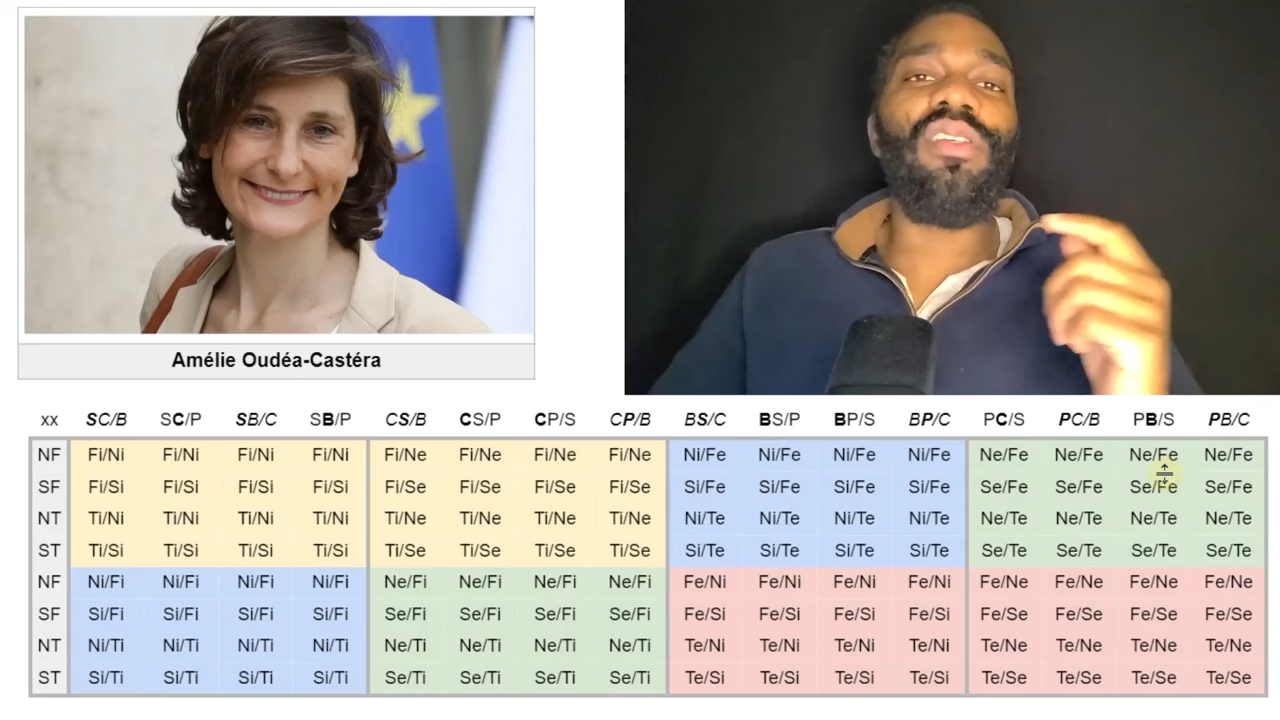 Amélie Oudéa-Castéra
xx SC/B SC/P SB/C SB/P CS/B CS/P CP/S CP/B BS/C BS/P BP/S BP/C PC/S PC/B PB/S PB/C
NF Fi/Ni Fi/Ni Fi/Ni Fi/Ni Fi/Ne Fi/Ne Fi/Ne Fi/Ne Ni/Fe Ni/Fe Ni/Fe Ni/Fe Ne/Fe Ne/Fe Ne/Fe Ne/Fe
SF Fi/Si Fi/Si Fi/Si Fi/Si Fi/Se Fi/Se Fi/Se Fi/Se Si/Fe Si/Fe Si/Fe Si/Fe Se/Fe Se/Fe Se/Fe Se/Fe
NT Ti/Ni Ti/Ni Ti/Ni Ti/Ni Ti/Ne Ti/Ne Ti/Ne Ti/Ne Ni/Te Ni/Te Ni/Te Ni/Te Ne/Te Ne/Te Ne/Te Ne/Te
ST Ti/Si Ti/Si Ti/Si Ti/Si Ti/Se Ti/Se Ti/Se Ti/Se Si/Te Si/Te Si/Te Si/Te Se/Te Se/Te Se/Te Se/Te
NF Ni/Fi Ni/Fi Ni/Fi Ni/Fi Ne/Fi Ne/Fi Ne/Fi Ne/Fi Fe/Ni Fe/Ni Fe/Ni Fe/Ni Fe/Ne Fe/Ne Fe/Ne Fe/Ne
SF Si/Fi Si/Fi Si/Fi Si/Fi Se/Fi Se/Fi Se/Fi Se/Fi Fe/Si Fe/Si Fe/Si Fe/Si Fe/Se Fe/Se Fe/Se Fe/Se
NT Ni/Ti Ni/Ti Ni/Ti Ni/Ti Ne/Ti Ne/Ti Ne/Ti Ne/Ti Te/Ni Te/Ni Te/Ni Te/Ni Te/Ne Te/Ne Te/Ne Te/Ne
ST Si/Ti Si/Ti Si/Ti Si/Ti Se/Ti Se/Ti Se/Ti Se/Ti Te/Si Te/Si Te/Si Te/Si Te/Se Te/Se Te/Se Te/Se